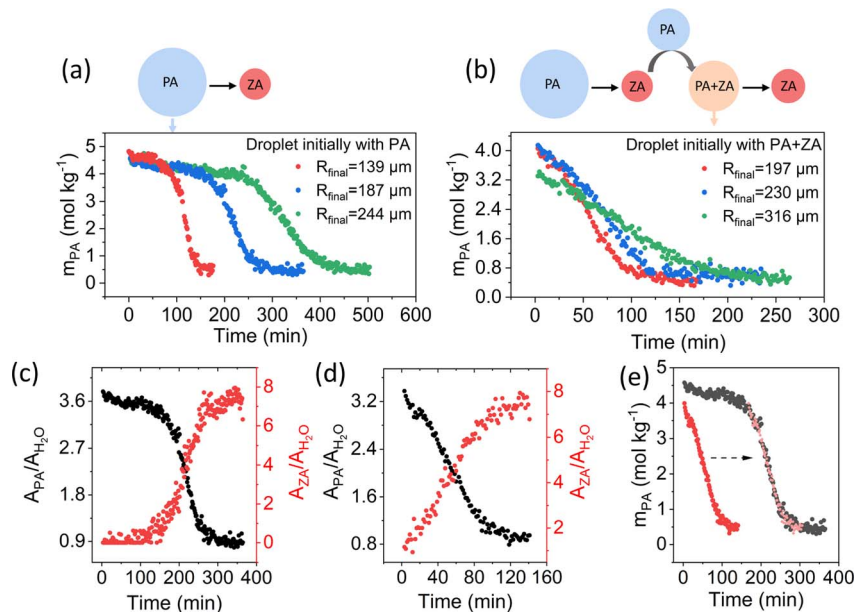 (a)
PA
ZA
(b)
PA
PA
ZA
PA+ZA
ZA
Droplet initially with PA
R_final=139 μm
R_final=187 μm
R_final=244 μm
m_PA (mol kg⁻¹)
5
4
3
2
1
0
0 100 200 300 400 500 600
Time (min)
Droplet initially with PA+ZA
R_final=197 μm
R_final=230 μm
R_final=316 μm
m_PA (mol kg⁻¹)
4.0
3.2
2.4
1.6
0.8
0.0
0 50 100 150 200 250 300
Time (min)
(c)
A_PA/A_H₂O
3.6
2.7
1.8
0.9
8
6
4
2
0
A_ZA/A_H₂O
0 100 200 300 400
Time (min)
(d)
A_PA/A_H₂O
3.2
2.4
1.6
0.8
8
6
4
2
A_ZA/A_H₂O
0 40 80 120 160
Time (min)
(e)
m_PA (mol kg⁻¹)
5
4
3
2
1
0
0 100 200 300 400
Time (min)